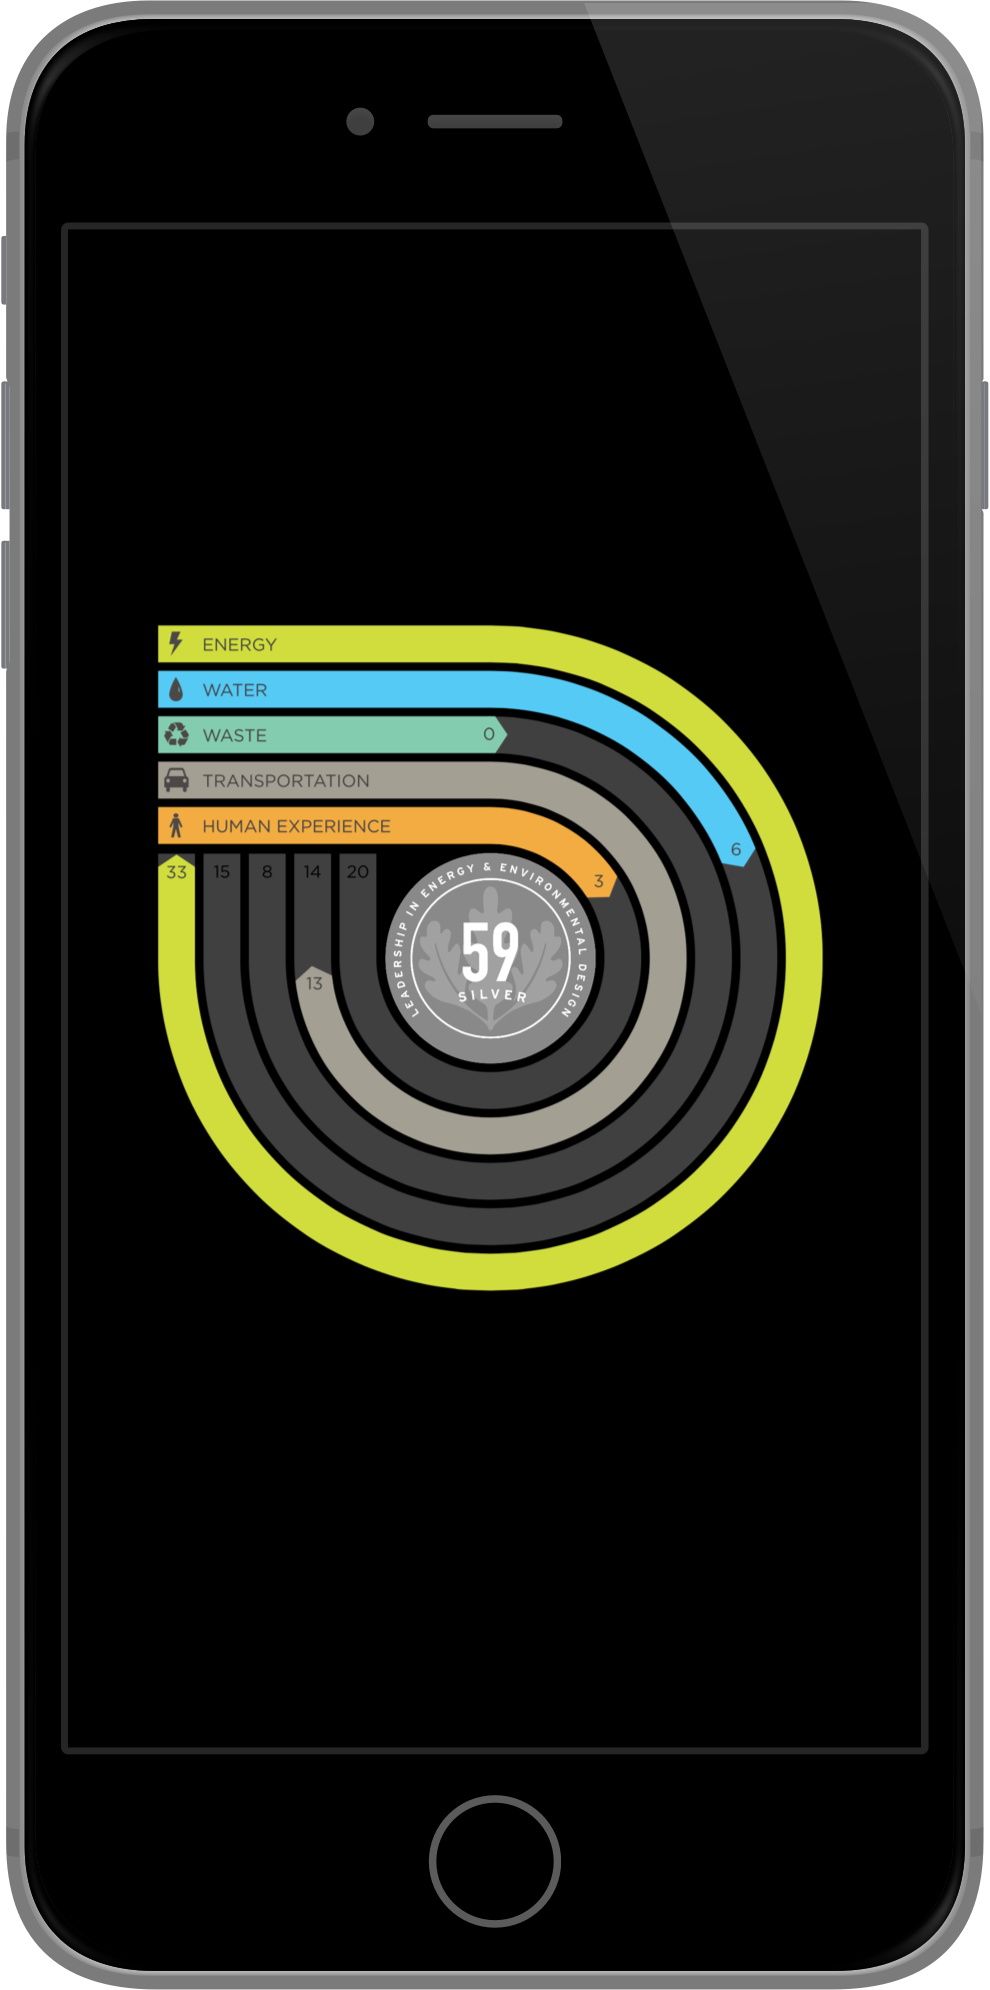 ENERGY
WATER
WASTE 0
TRANSPORTATION
HUMAN EXPERIENCE
6
3
33 15 8 14 20
13
LEADERSHIP IN ENERGY & ENVIRONMENTAL DESIGN
59
SILVER